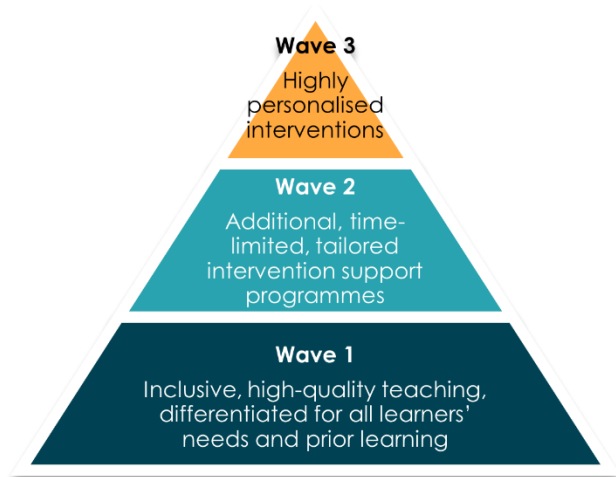 Wave 3
Highly
personalised
interventions
Wave 2
Additional, time-
limited, tailored
intervention support
programmes
Wave 1
Inclusive, high-quality teaching,
differentiated for all learners’
needs and prior learning